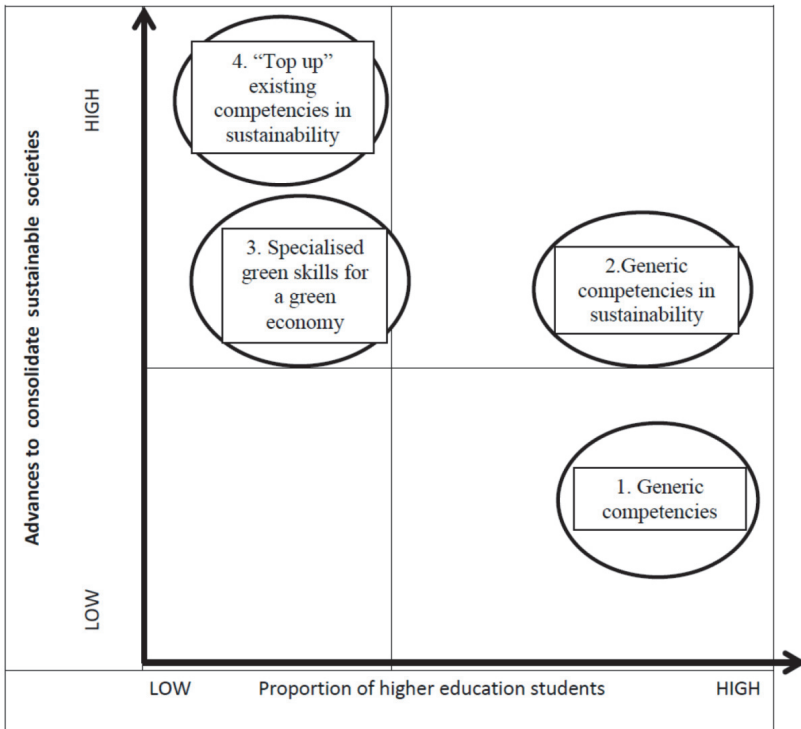 4. “Top up”
existing
competencies in
sustainability
3. Specialised
green skills for
a green
economy
2.Generic
competencies in
sustainability
1. Generic
competencies
Advances to consolidate sustainable societies
HIGH
LOW
LOW
Proportion of higher education students
HIGH